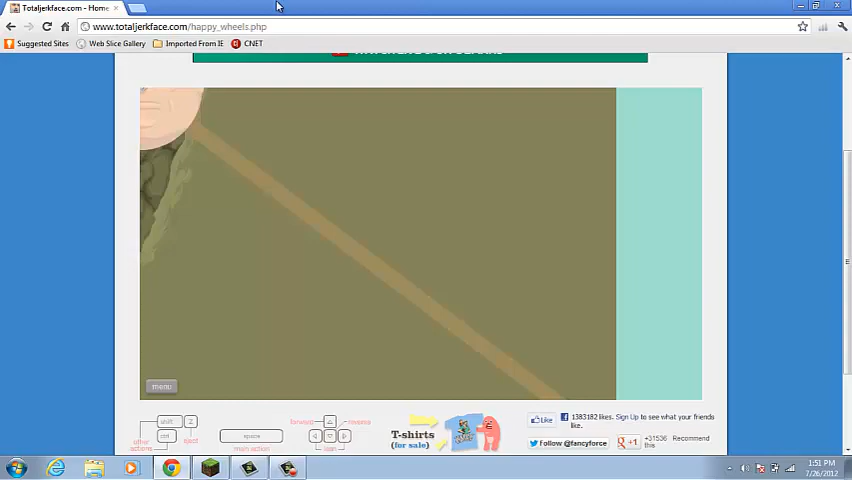 Totaljerkface.com - Home
www.totaljerkface.com/happy_wheels.php
Suggested Sites Web Slice Gallery Imported From IE CNET
menu
shift Z
ctrl
other actions
eject
space
main action
forward reverse
lean
T-shirts
(for sale)
Like 1383182 likes. Sign Up to see what your friends like.
Follow @fancyforce
+1 +31536 Recommend this
1:51 PM
7/26/2012